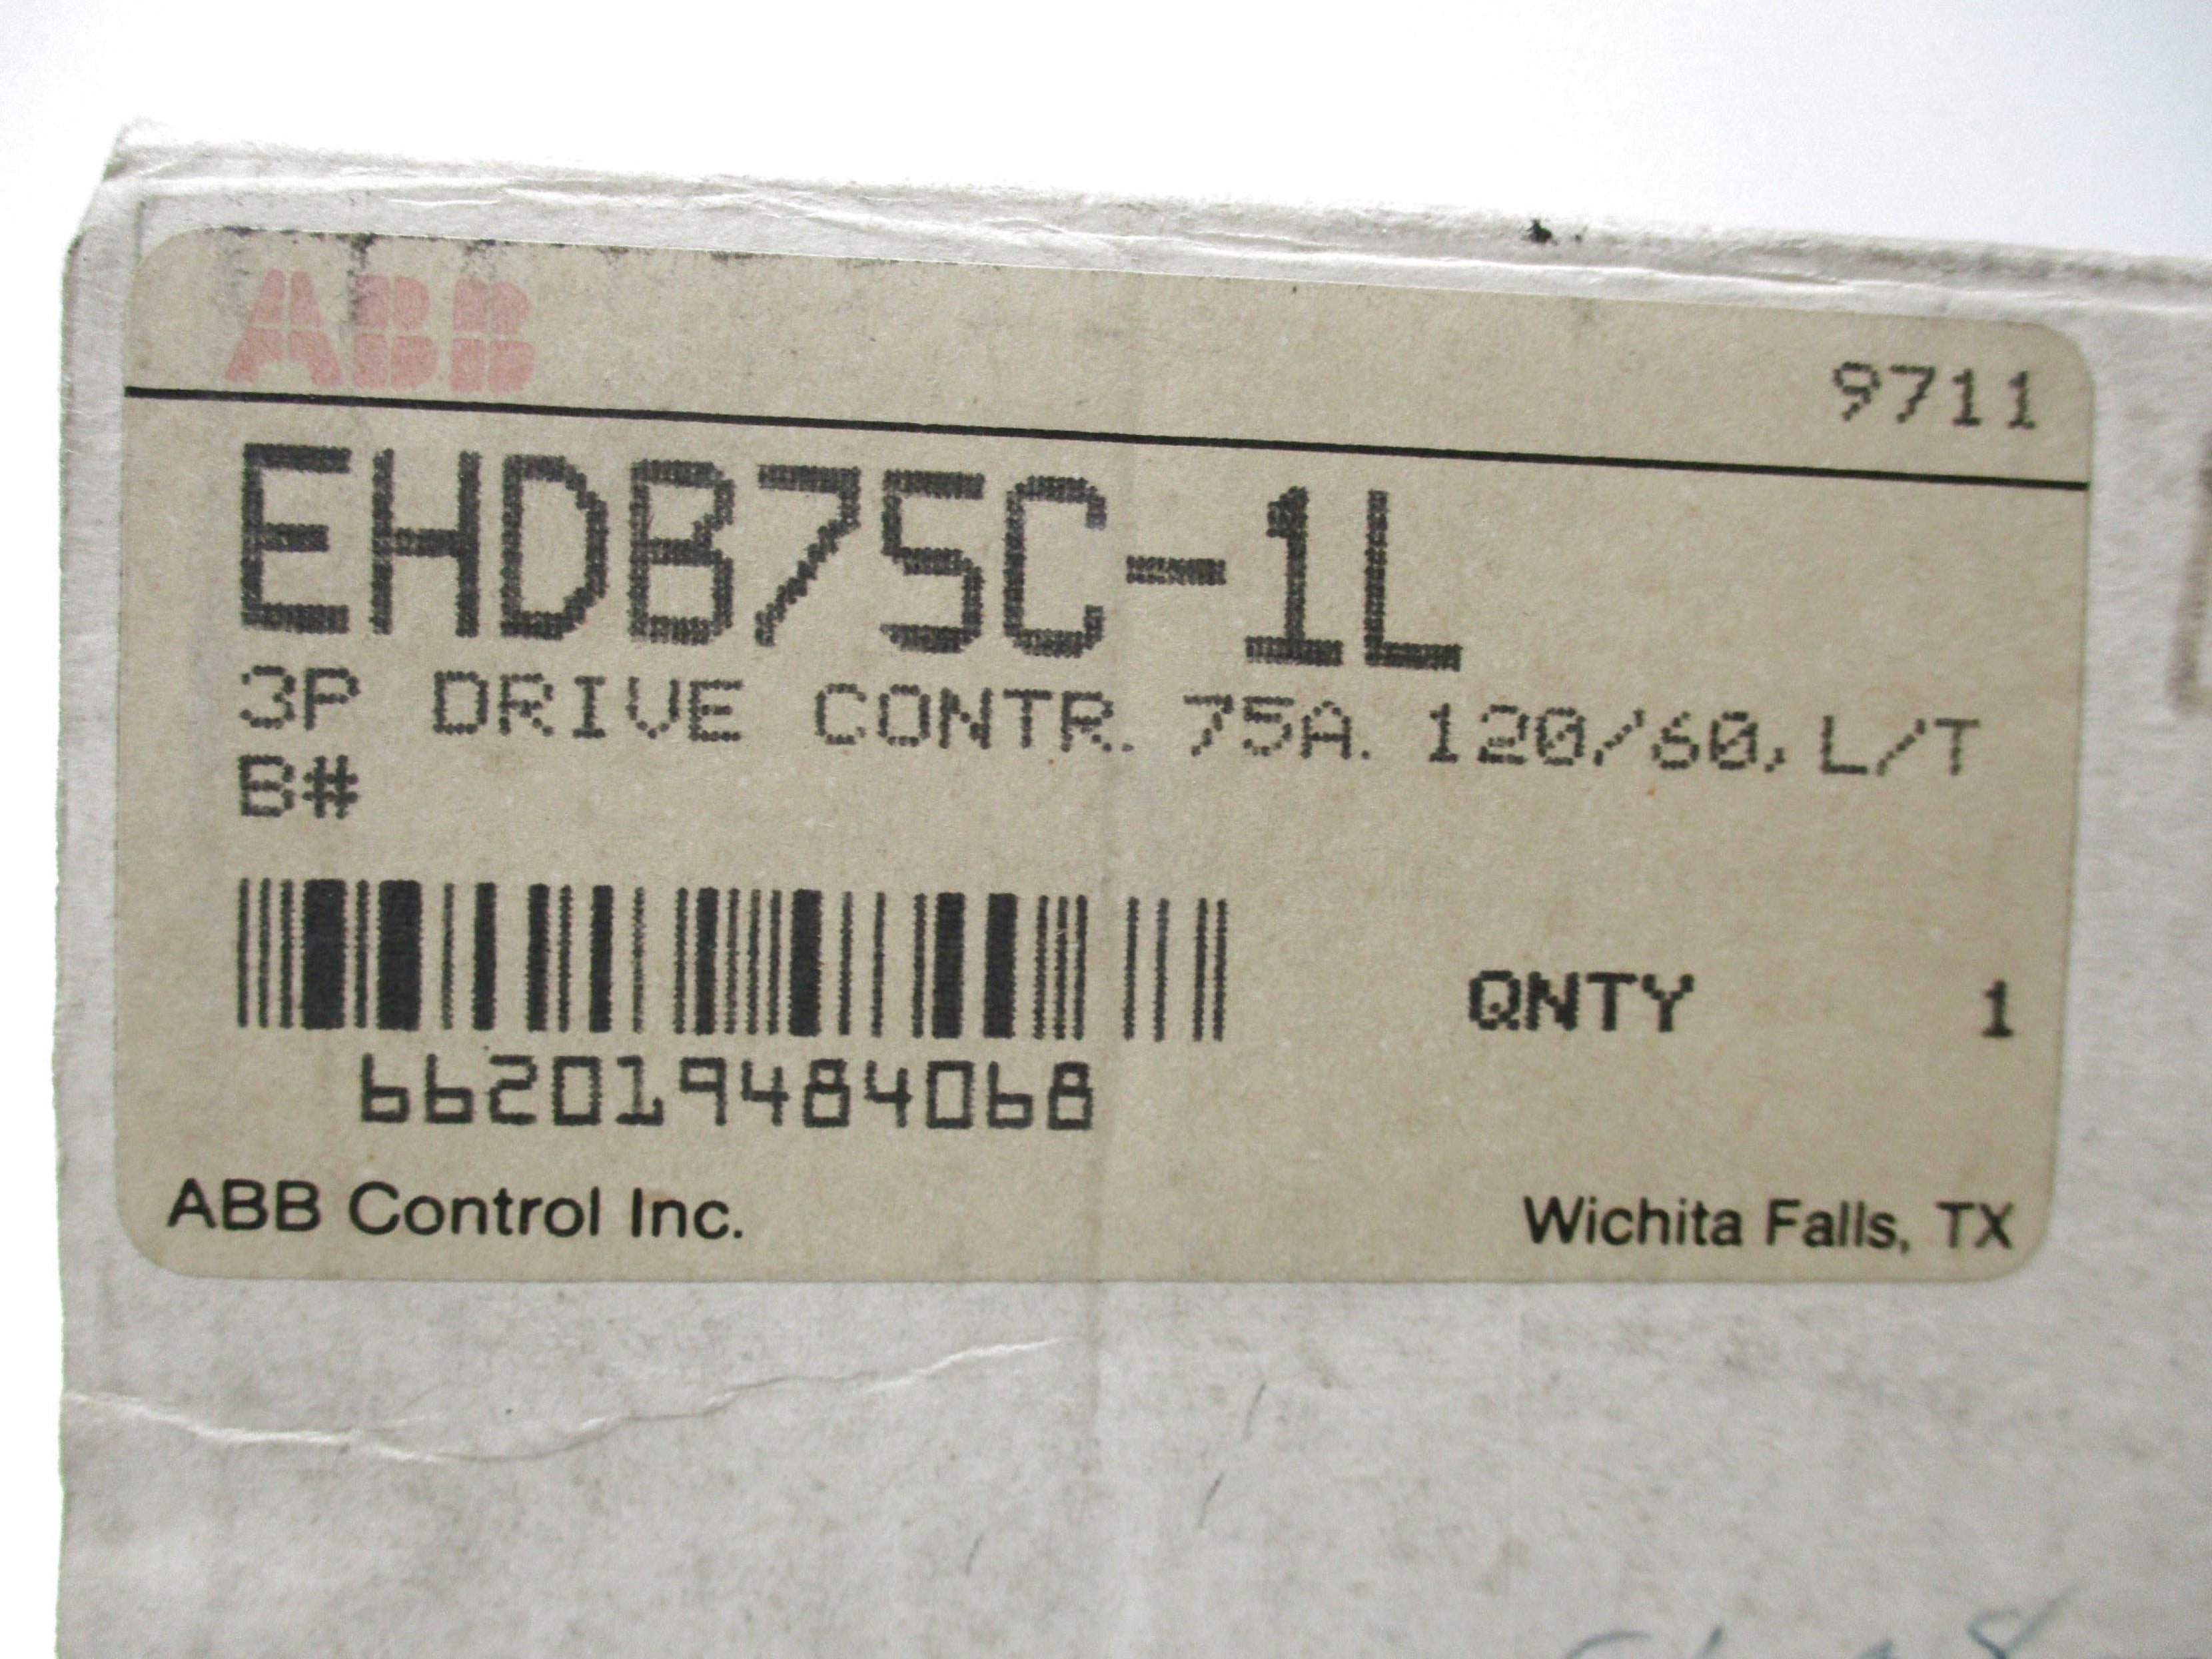 ABB
9711
EHDB75C-1L
3P DRIVE CONTR. 75A. 120/60, L/T
B#
QNTY 1
662019484068
ABB Control Inc. Wichita Falls, TX